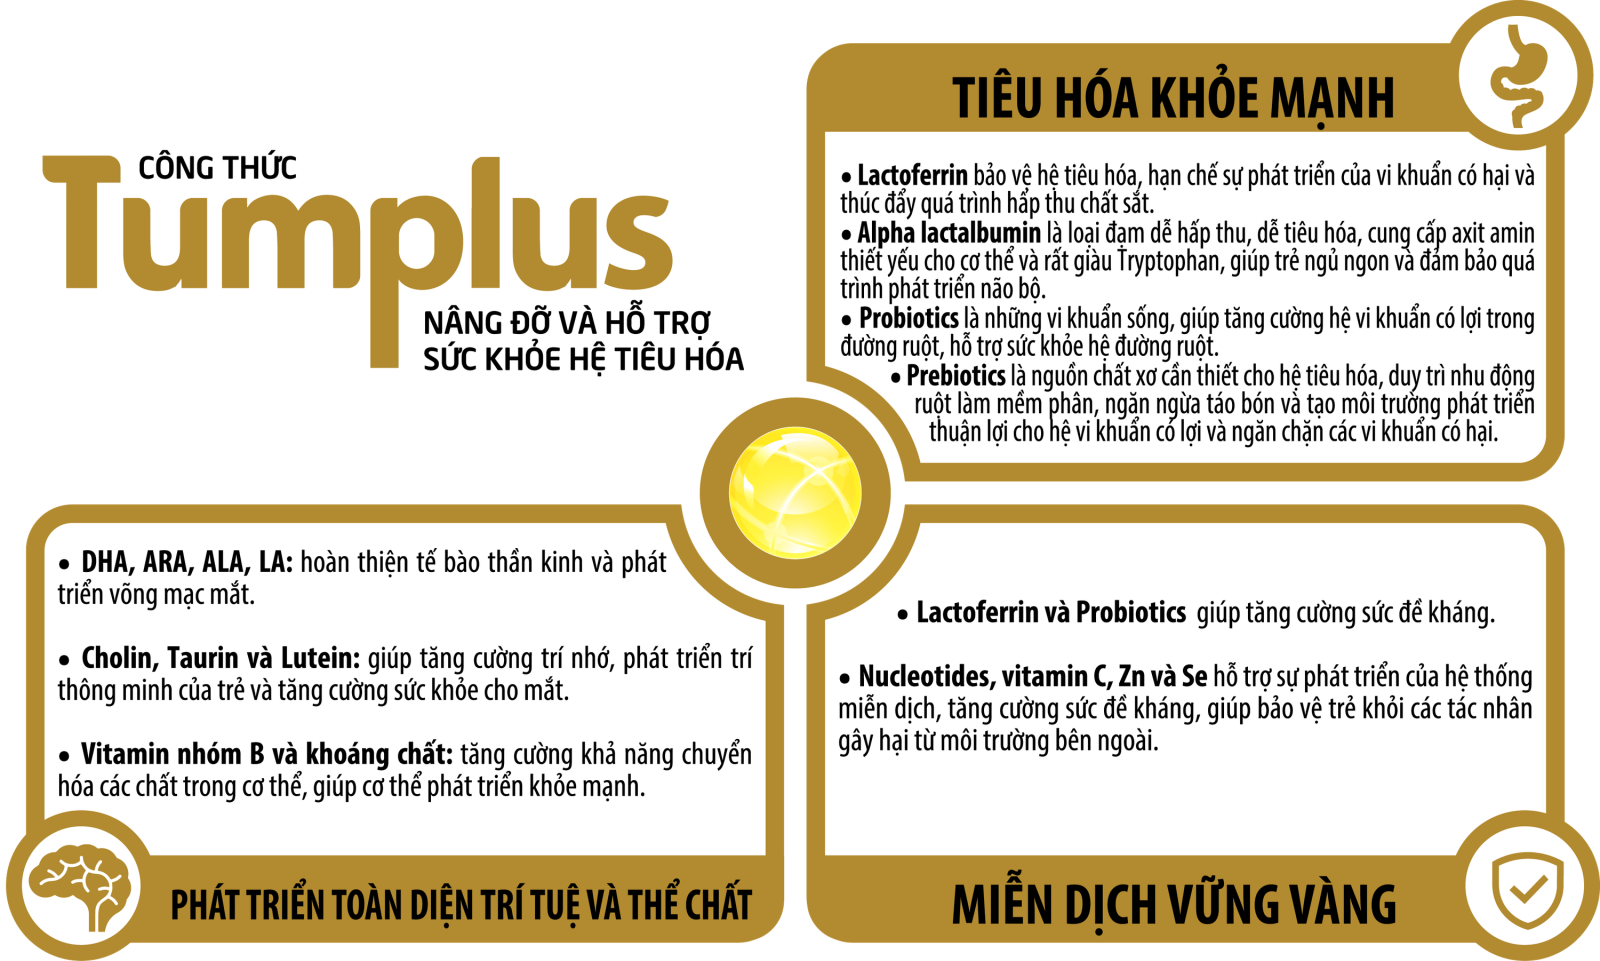 CÔNG THỨC
Tumplus
NÂNG ĐỠ VÀ HỖ TRỢ
SỨC KHỎE HỆ TIÊU HÓA
TIÊU HÓA KHỎE MẠNH
• Lactoferrin bảo vệ hệ tiêu hóa, hạn chế sự phát triển của vi khuẩn có hại và
thúc đẩy quá trình hấp thu chất sắt.
• Alpha lactalbumin là loại đạm dễ hấp thu, dễ tiêu hóa, cung cấp axit amin
thiết yếu cho cơ thể và rất giàu Tryptophan, giúp trẻ ngủ ngon và đảm bảo quá
trình phát triển não bộ.
• Probiotics là những vi khuẩn sống, giúp tăng cường hệ vi khuẩn có lợi trong
đường ruột, hỗ trợ sức khỏe hệ đường ruột.
• Prebiotics là nguồn chất xơ cần thiết cho hệ tiêu hóa, duy trì nhu động
ruột làm mềm phân, ngăn ngừa táo bón và tạo môi trường phát triển
thuận lợi cho hệ vi khuẩn có lợi và ngăn chặn các vi khuẩn có hại.
• DHA, ARA, ALA, LA: hoàn thiện tế bào thần kinh và phát
triển võng mạc mắt.
• Cholin, Taurin và Lutein: giúp tăng cường trí nhớ, phát triển trí
thông minh của trẻ và tăng cường sức khỏe cho mắt.
• Vitamin nhóm B và khoáng chất: tăng cường khả năng chuyển
hóa các chất trong cơ thể, giúp cơ thể phát triển khỏe mạnh.
PHÁT TRIỂN TOÀN DIỆN TRÍ TUỆ VÀ THỂ CHẤT
• Lactoferrin và Probiotics giúp tăng cường sức đề kháng.
• Nucleotides, vitamin C, Zn và Se hỗ trợ sự phát triển của hệ thống
miễn dịch, tăng cường sức đề kháng, giúp bảo vệ trẻ khỏi các tác nhân
gây hại từ môi trường bên ngoài.
MIỄN DỊCH VỮNG VÀNG